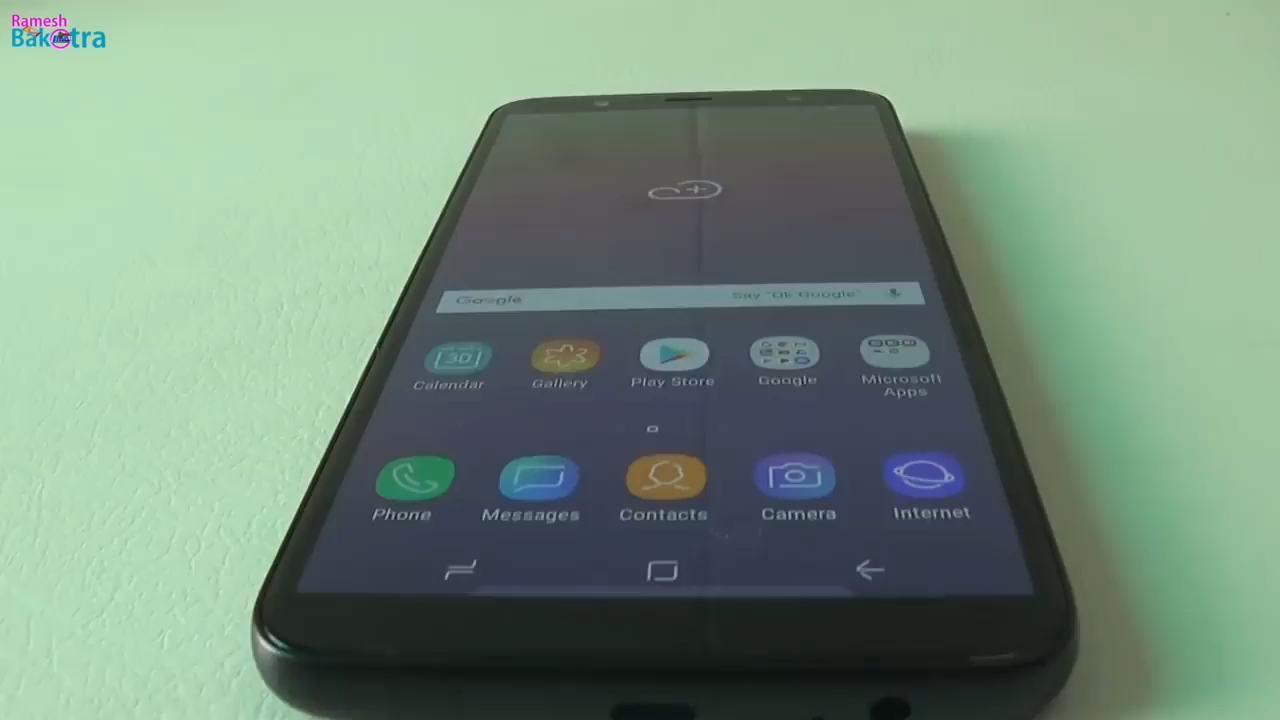 Ramesh
Bakotra
Google Say "Ok Google"
30
Calendar
Gallery
Play Store
Google
Microsoft
Apps
Phone
Messages
Contacts
Camera
Internet